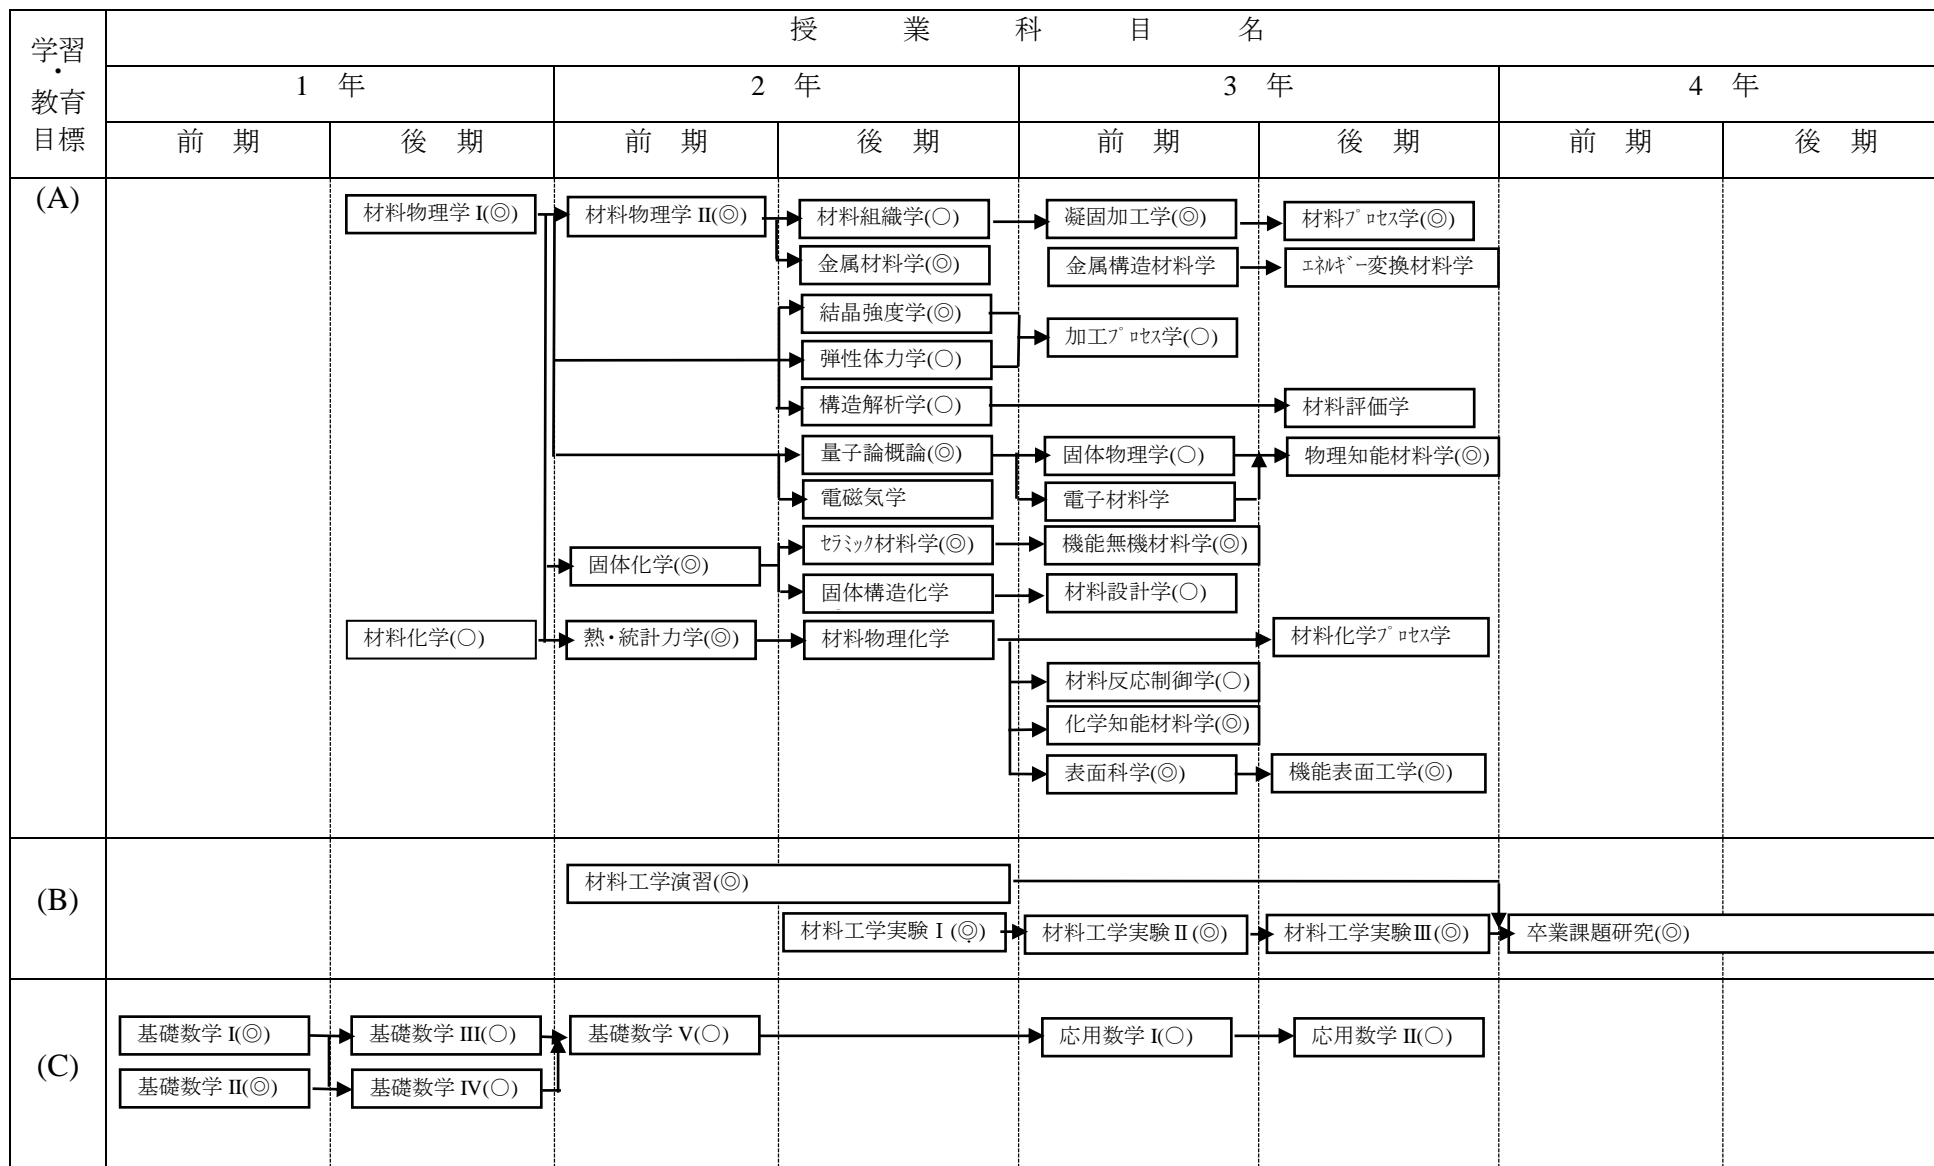 学習・教育目標
授　業　科　目　名
1　年
2　年
3　年
4　年
前　期
後　期
前　期
後　期
前　期
後　期
前　期
後　期
(A)
材料物理学 I(◎)
材料物理学 II(◎)
材料組織学(○)
凝固加工学(◎)
材料ﾌﾟﾛｾｽ学(◎)
金属材料学(◎)
金属構造材料学
ｴﾈﾙｷﾞｰ変換材料学
結晶強度学(◎)
加工ﾌﾟﾛｾｽ学(○)
弾性体力学(○)
構造解析学(○)
材料評価学
量子論概論(◎)
固体物理学(○)
物理知能材料学(◎)
電磁気学
電子材料学
ｾﾗﾐｯｸ材料学(◎)
機能無機材料学(◎)
固体化学(◎)
固体構造化学
材料設計学(○)
材料化学(○)
熱・統計力学(◎)
材料物理化学
材料化学ﾌﾟﾛｾｽ学
材料反応制御学(○)
化学知能材料学(◎)
表面科学(◎)
機能表面工学(◎)
(B)
材料工学演習(◎)
材料工学実験 I (◎)
材料工学実験 II (◎)
材料工学実験III(◎)
卒業課題研究(◎)
(C)
基礎数学 I(◎)
基礎数学 III(○)
基礎数学 V(○)
応用数学 I(○)
応用数学 II(○)
基礎数学 II(◎)
基礎数学 IV(○)